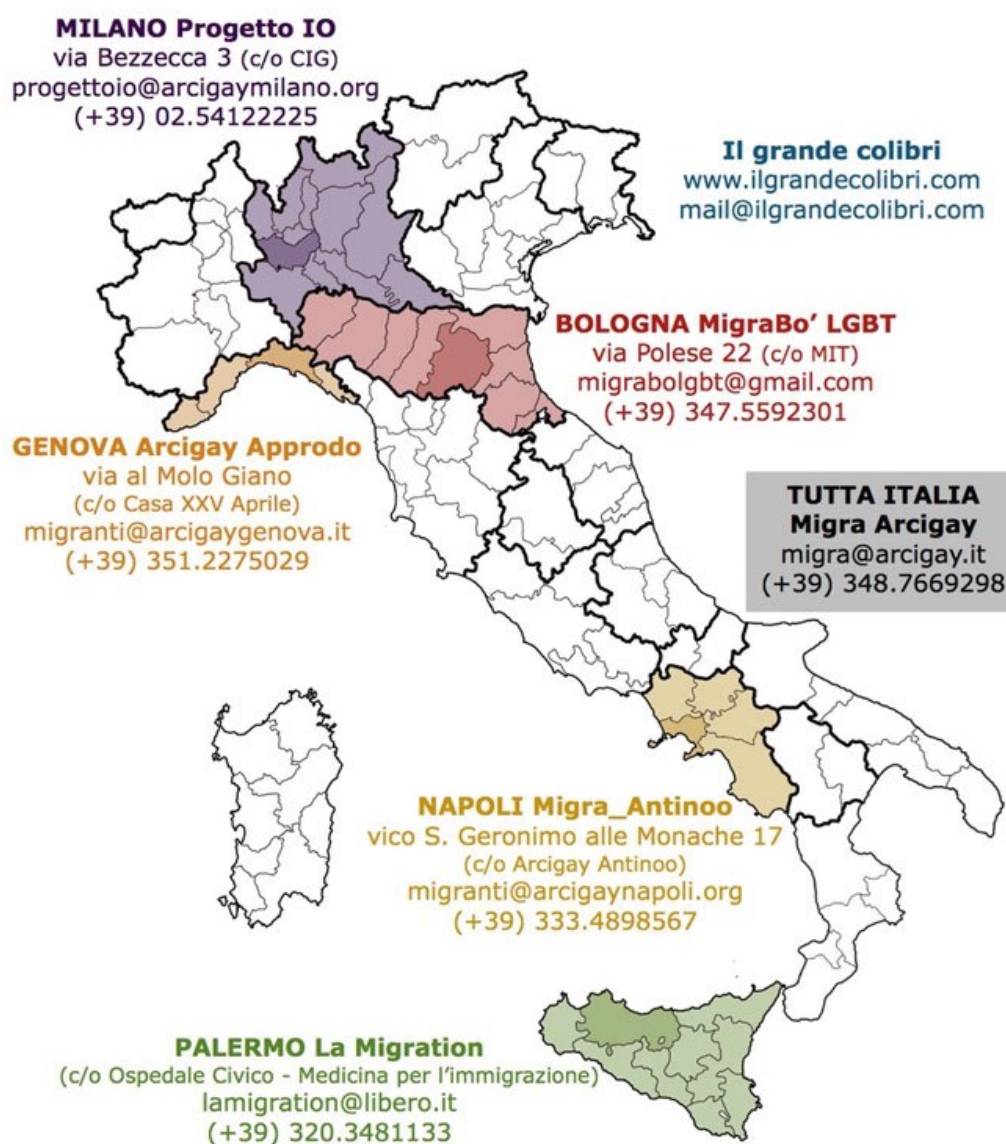 MILANO Progetto IO
via Bezzecca 3 (c/o CIG)
progettoio@arcigaymilano.org
(+39) 02.54122225
Il grande colibri
www.ilgrandecolibri.com
mail@ilgrandecolibri.com
BOLOGNA MigraBo’ LGBT
via Polese 22 (c/o MIT)
migrabolgbt@gmail.com
(+39) 347.5592301
GENOVA Arcigay Approdo
via al Molo Giano
(c/o Casa XXV Aprile)
migranti@arcigaygenova.it
(+39) 351.2275029
TUTTA ITALIA
Migra Arcigay
migra@arcigay.it
(+39) 348.7669298
NAPOLI Migra_Antinoo
vico S. Geronimo alle Monache 17
(c/o Arcigay Antinoo)
migranti@arcigaynapoli.org
(+39) 333.4898567
PALERMO La Migration
(c/o Ospedale Civico - Medicina per l’immigrazione)
lamigration@libero.it
(+39) 320.3481133